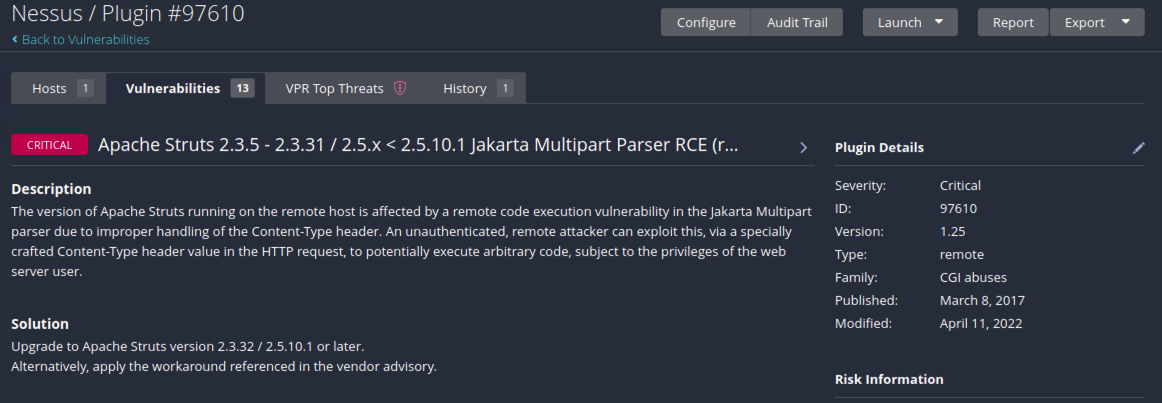 Nessus / Plugin #97610
Back to Vulnerabilities
Configure Audit Trail Launch Report Export
Hosts 1 Vulnerabilities 13 VPR Top Threats History 1
CRITICAL Apache Struts 2.3.5 - 2.3.31 / 2.5.x < 2.5.10.1 Jakarta Multipart Parser RCE (r...
Description
The version of Apache Struts running on the remote host is affected by a remote code execution vulnerability in the Jakarta Multipart
parser due to improper handling of the Content-Type header. An unauthenticated, remote attacker can exploit this, via a specially
crafted Content-Type header value in the HTTP request, to potentially execute arbitrary code, subject to the privileges of the web
server user.
Solution
Upgrade to Apache Struts version 2.3.32 / 2.5.10.1 or later.
Alternatively, apply the workaround referenced in the vendor advisory.
Plugin Details
Severity: Critical
ID: 97610
Version: 1.25
Type: remote
Family: CGI abuses
Published: March 8, 2017
Modified: April 11, 2022
Risk Information